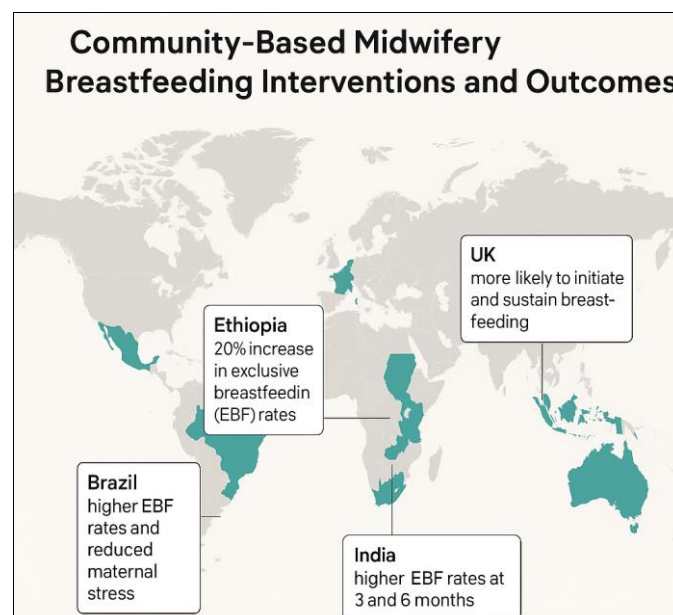 Community-Based Midwifery
Breastfeeding Interventions and Outcomes
UK
more likely to initiate
and sustain breast-
feeding
Ethiopia
20% increase
in exclusive
breastfeedin
(EBF) rates
Brazil
higher EBF
rates and
reduced
maternal
stress
India
higher EBF rates at
3 and 6 months